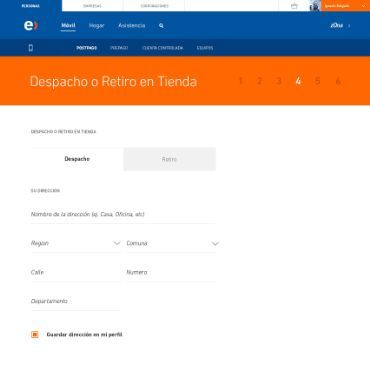 PERSONAS EMPRESAS CORPORACIONES Ignacio Delgado
e) Móvil Hogar Asistencia zOne
POSTPAGO PREPAGO CUENTA CONTROLADA EQUIPOS
Despacho o Retiro en Tienda 1 2 3 4 5 6
DESPACHO O RETIRO EN TIENDA
Despacho Retiro
SU DIRECCION
Nombre de la dirección (ej. Casa, Oficina, etc)
Region Comuna
Calle Numero
Departamento
Guardar dirección en mi perfil